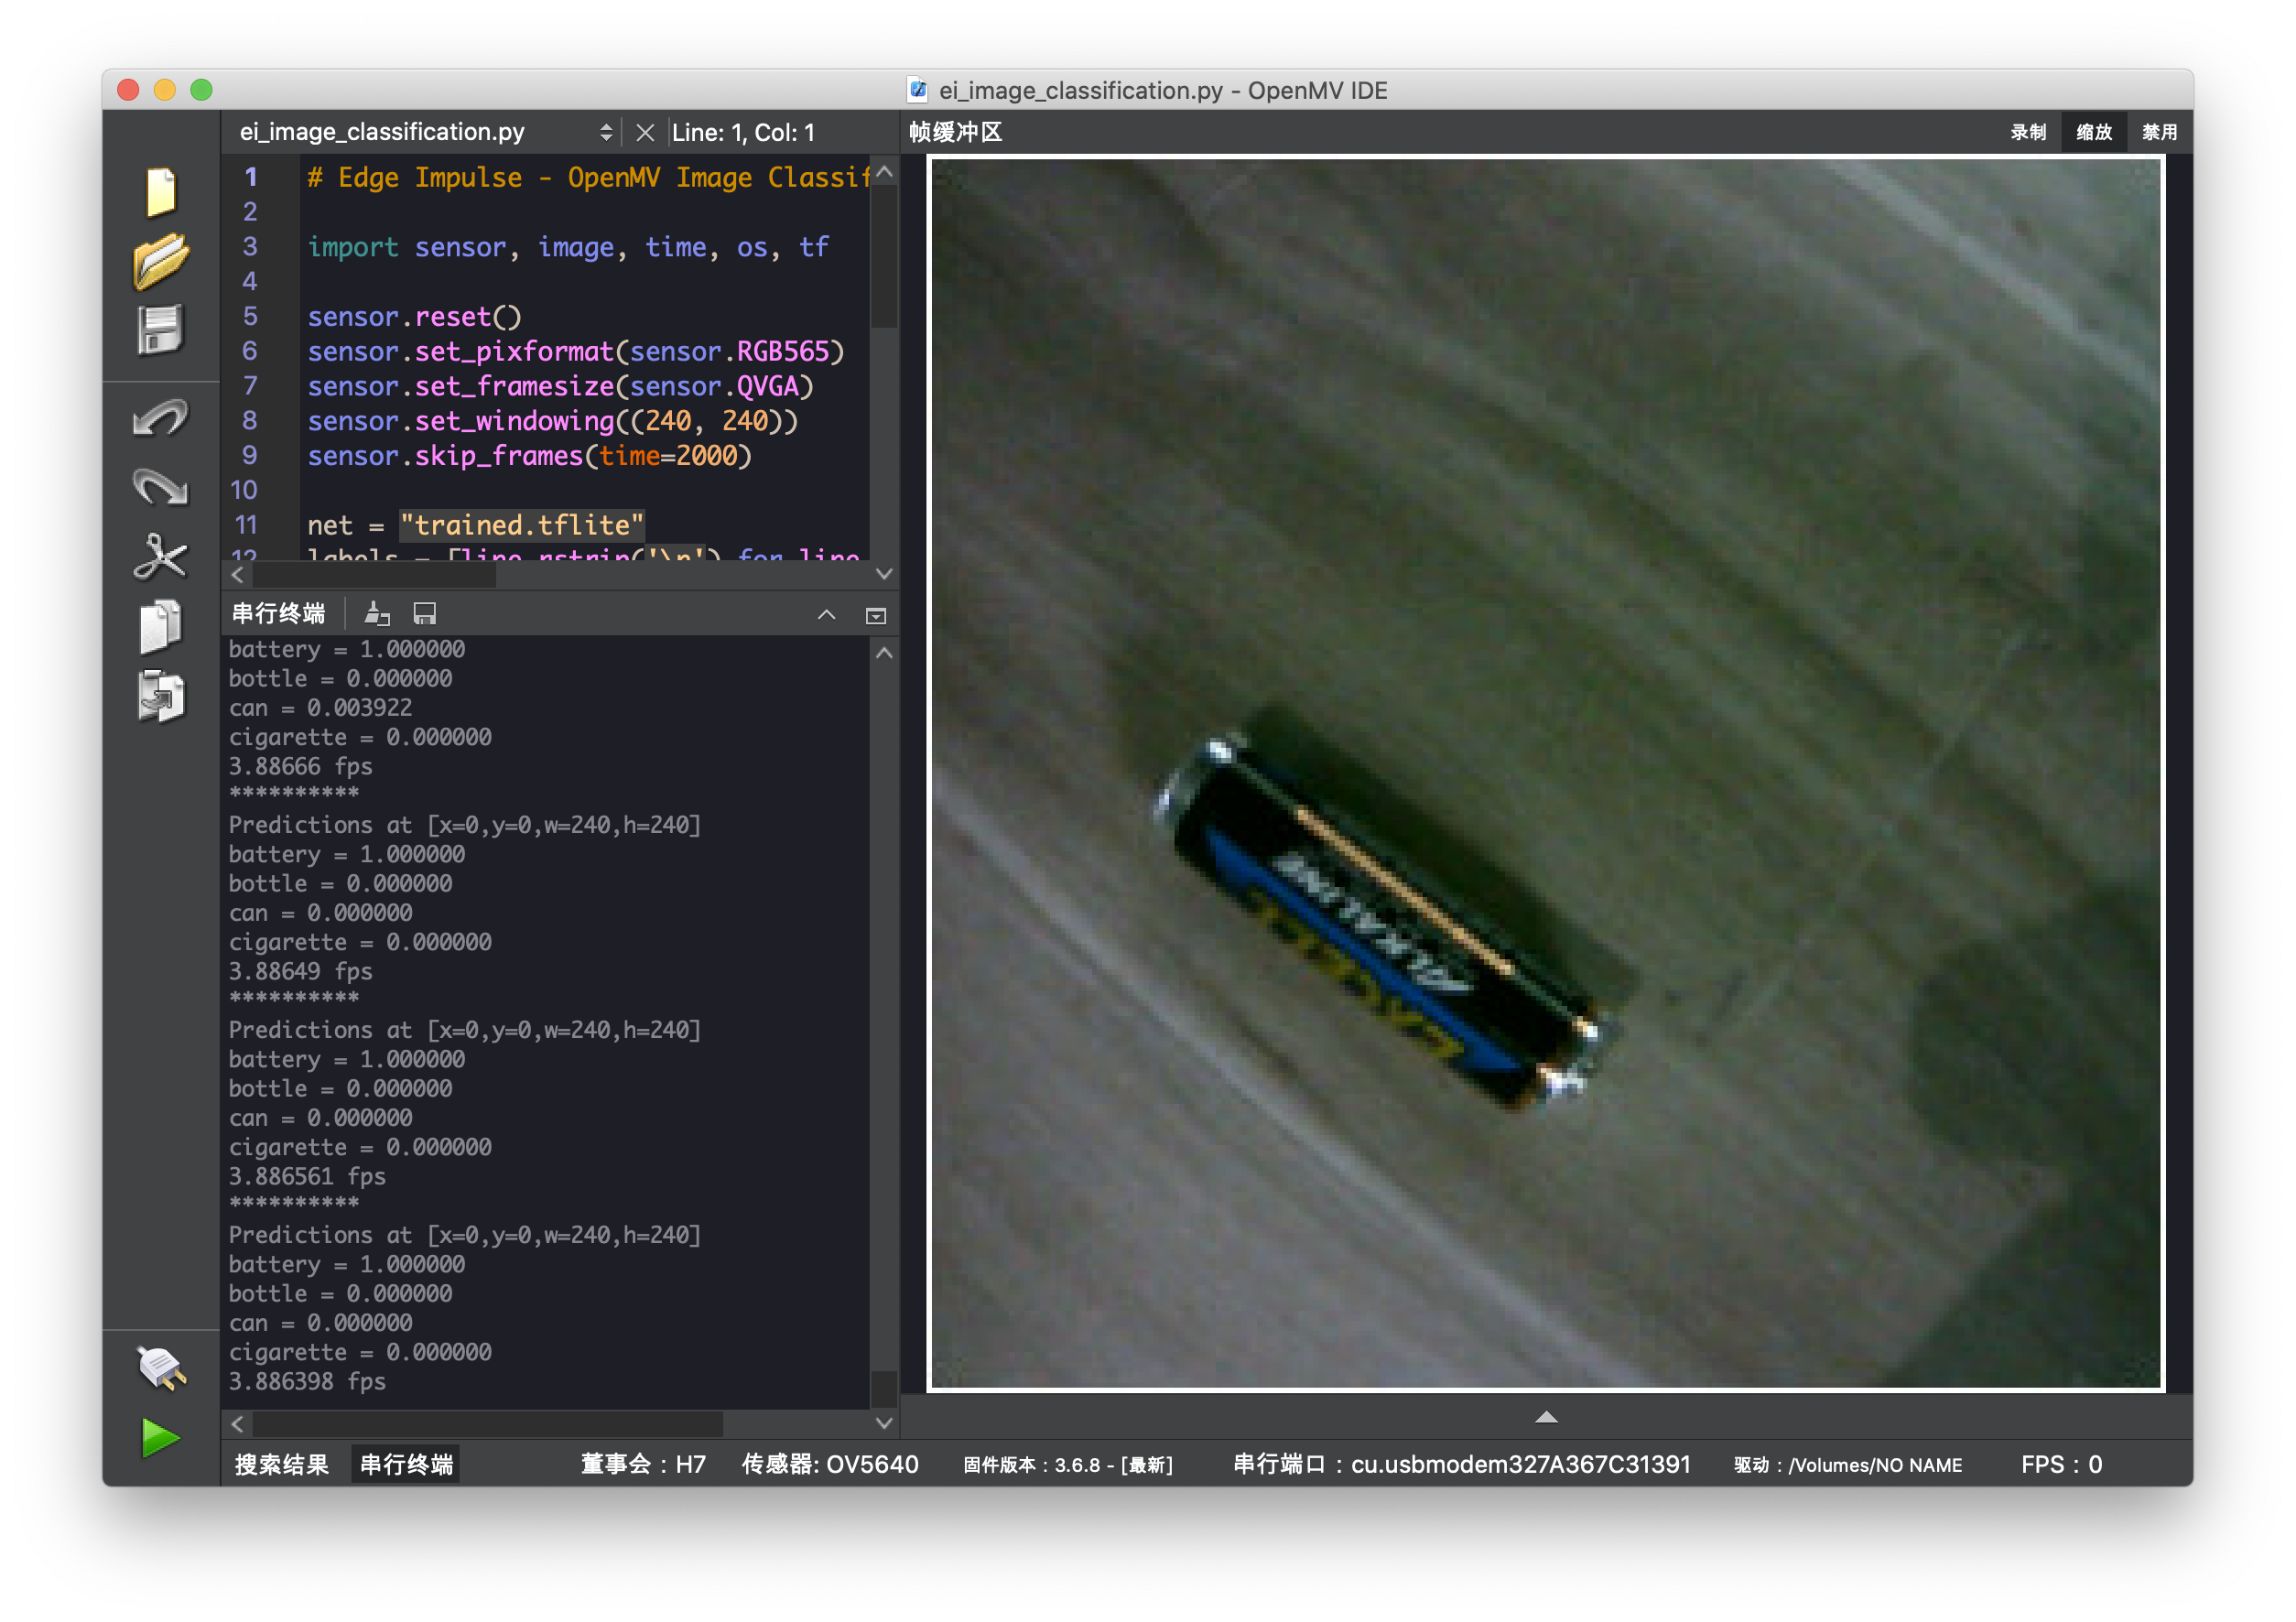 ei_image_classification.py - OpenMV IDE
ei_image_classification.py Line: 1, Col: 1
帧缓冲区 录制 缩放 禁用
1 # Edge Impulse - OpenMV Image Classif
2
3 import sensor, image, time, os, tf
4
5 sensor.reset()
6 sensor.set_pixformat(sensor.RGB565)
7 sensor.set_framesize(sensor.QVGA)
8 sensor.set_windowing((240, 240))
9 sensor.skip_frames(time=2000)
10
11 net = "trained.tflite"
12 labels = [line.rstrip('\n') for line
串行终端
battery = 1.000000
bottle = 0.000000
can = 0.003922
cigarette = 0.000000
3.88666 fps
**********
Predictions at [x=0,y=0,w=240,h=240]
battery = 1.000000
bottle = 0.000000
can = 0.000000
cigarette = 0.000000
3.88649 fps
**********
Predictions at [x=0,y=0,w=240,h=240]
battery = 1.000000
bottle = 0.000000
can = 0.000000
cigarette = 0.000000
3.886561 fps
**********
Predictions at [x=0,y=0,w=240,h=240]
battery = 1.000000
bottle = 0.000000
can = 0.000000
cigarette = 0.000000
3.886398 fps
ALKALINE
搜索结果 串行终端 董事会：H7 传感器: OV5640 固件版本：3.6.8 - [最新] 串行端口：cu.usbmodem327A367C31391 驱动：/Volumes/NO NAME FPS：0